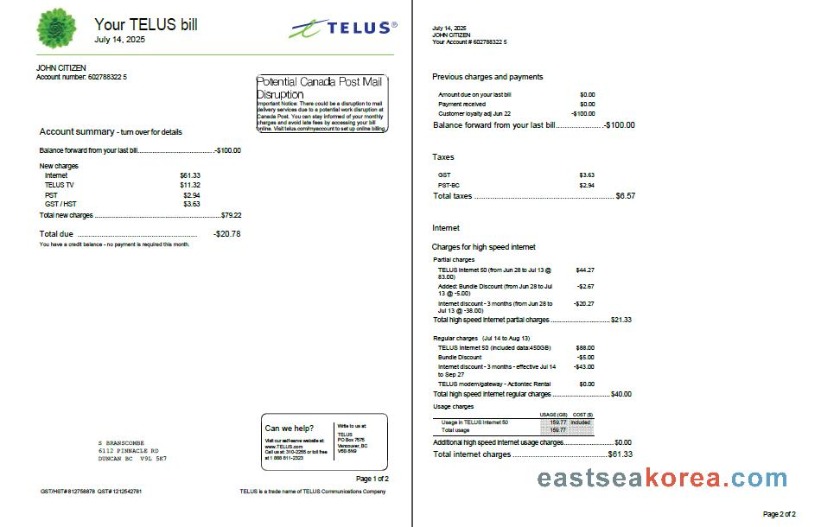 Your TELUS bill
July 14, 2025
TELUS®
JOHN CITIZEN
Account number: 602788322 5
Potential Canada Post Mail
Disruption
Important Notice: There could be a disruption to mail
delivery services due to a potential work disruption at
Canada Post. You can stay informed of your monthly
charges and avoid late fees by accessing your bill
online. Visit telus.com/myaccount to set up online billing.
Account summary - turn over for details
Balance forward from your last bill -$100.00
New charges
Internet $61.33
TELUS TV $11.32
PST $2.94
GST / HST $3.63
Total new charges $79.22
Total due -$20.78
You have a credit balance - no payment is required this month.
S BRANSCOMBE
6112 PINNACLE RD
DUNCAN BC V9L 5R7
Can we help?
Visit our selfserve website at
www.TELUS.com
Call us at: 310-2255 or toll free
at 1 888 811-2323
Write to us at
TELUS
PO Box 7575
Vancouver, BC
V6B 8N9
Page 1 of 2
GST/HST# 812758878 QST# 1212542781
TELUS is a trade name of TELUS Communications Company
July 14, 2025
JOHN CITIZEN
Your Account # 602788322 5
Previous charges and payments
Amount due on your last bill $0.00
Payment received $0.00
Customer loyalty adj Jun 22 -$100.00
Balance forward from your last bill -$100.00
Taxes
GST $3.63
PST-BC $2.94
Total taxes $6.57
Internet
Charges for high speed internet
Partial charges
TELUS Internet 50 (from Jun 28 to Jul 13 @
83.00) $44.27
Added: Bundle Discount (from Jun 28 to Jul
13 @ -5.00) -$2.67
Internet discount - 3 months (from Jun 28 to
Jul 13 @ -38.00) -$20.27
Total high speed internet partial charges $21.33
Regular charges (Jul 14 to Aug 13)
TELUS Internet 50 (included data:450GB) $88.00
Bundle Discount -$5.00
Internet discount - 3 months - effective Jul 14
to Sep 27 -$43.00
TELUS modem/gateway - Actiontec Rental $0.00
Total high speed internet regular charges $40.00
Usage charges
USAGE (GB) COST ($)
Usage in TELUS Internet 50 159.77 Included
Total usage 159.77
Additional high speed internet usage charges $0.00
Total internet charges $61.33
eastseakorea.com
Page 2 of 2